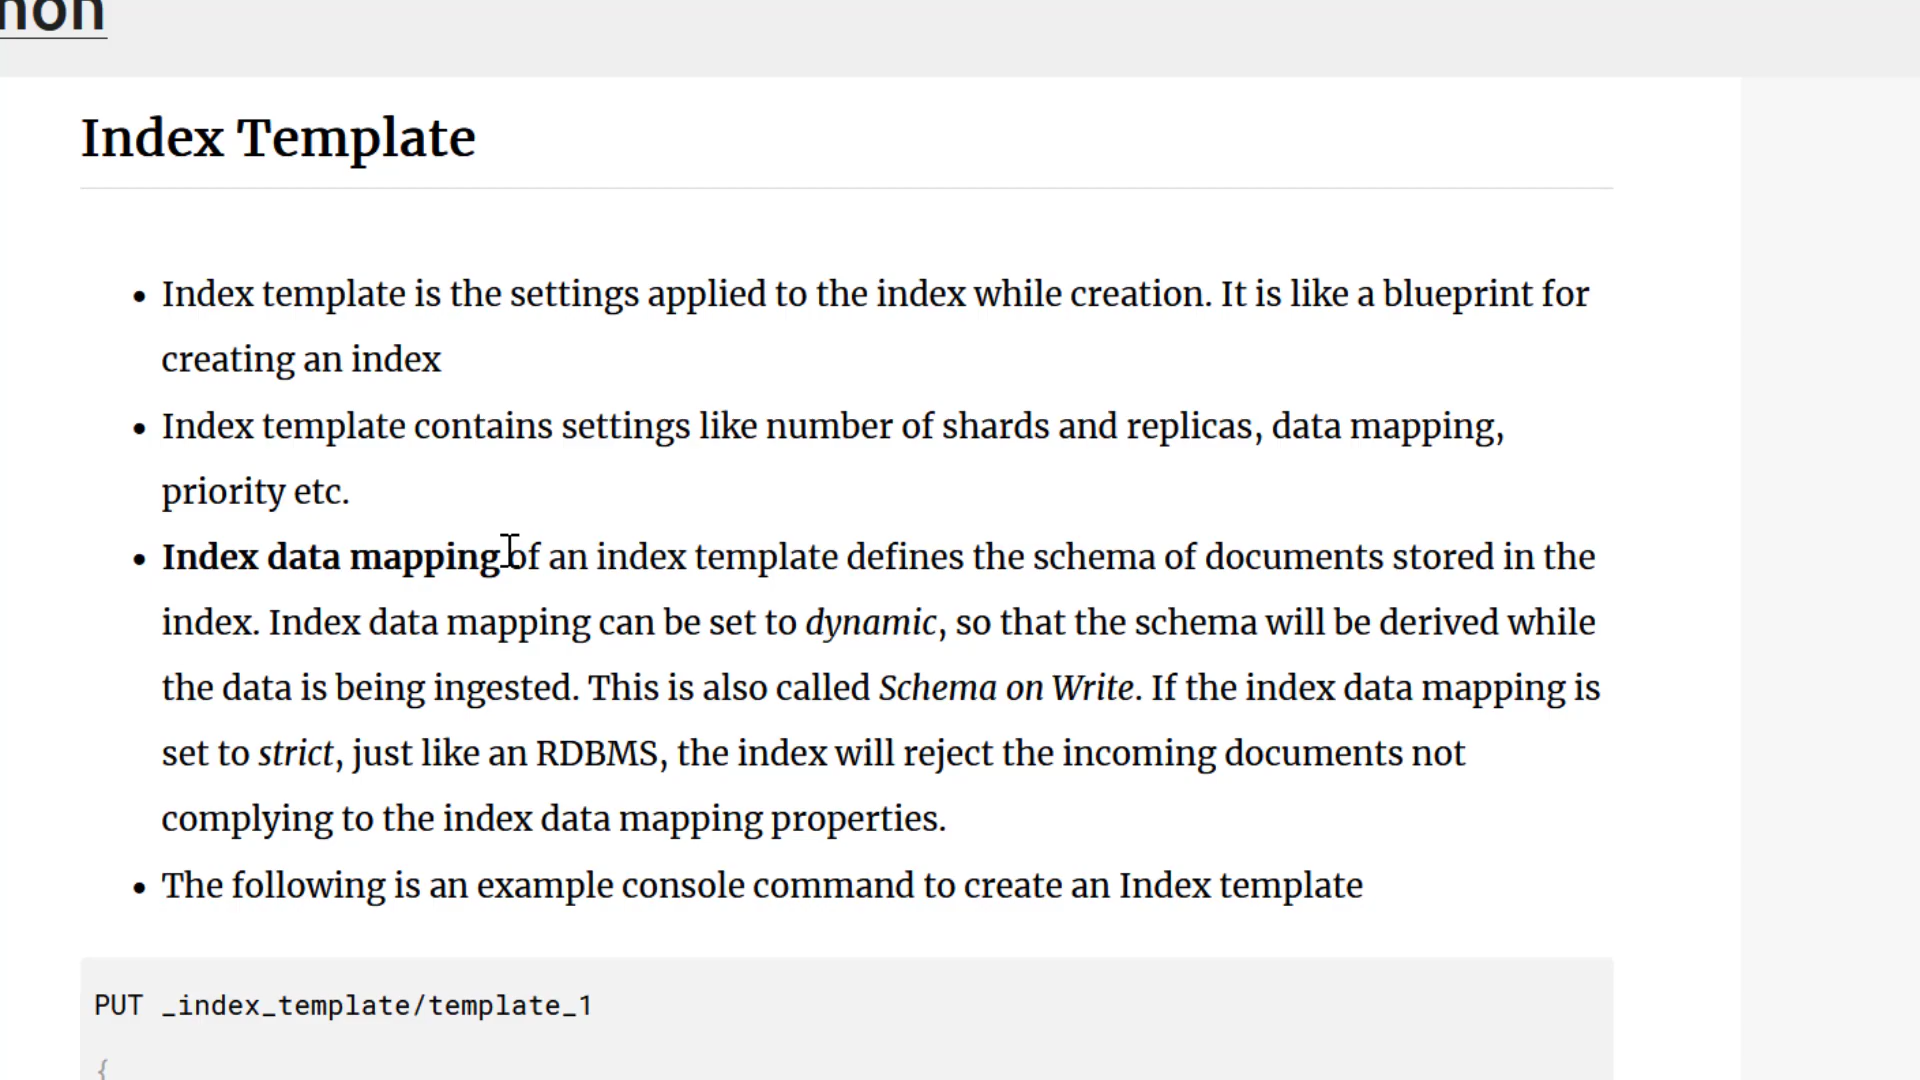 non
Index Template
• Index template is the settings applied to the index while creation. It is like a blueprint for
creating an index
• Index template contains settings like number of shards and replicas, data mapping,
priority etc.
• Index data mapping of an index template defines the schema of documents stored in the
index. Index data mapping can be set to dynamic, so that the schema will be derived while
the data is being ingested. This is also called Schema on Write. If the index data mapping is
set to strict, just like an RDBMS, the index will reject the incoming documents not
complying to the index data mapping properties.
• The following is an example console command to create an Index template
PUT _index_template/template_1
{